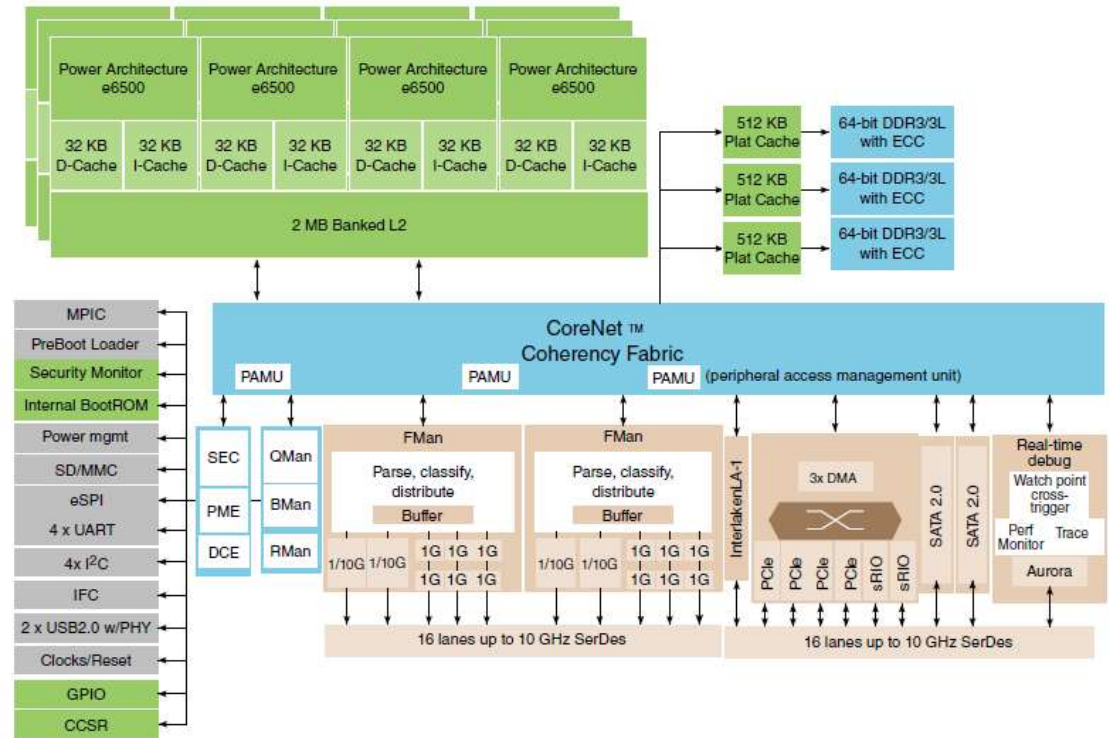 Power Architecture
e6500
Power Architecture
e6500
Power Architecture
e6500
Power Architecture
e6500
32 KB
D-Cache
32 KB
I-Cache
32 KB
D-Cache
32 KB
I-Cache
32 KB
D-Cache
32 KB
I-Cache
32 KB
D-Cache
32 KB
I-Cache
2 MB Banked L2
512 KB
Plat Cache
64-bit DDR3/3L
with ECC
512 KB
Plat Cache
64-bit DDR3/3L
with ECC
512 KB
Plat Cache
64-bit DDR3/3L
with ECC
MPIC
PreBoot Loader
Security Monitor
Internal BootROM
Power mgmt
SD/MMC
eSPI
4 x UART
4x I²C
IFC
2 x USB2.0 w/PHY
Clocks/Reset
GPIO
CCSR
CoreNet TM
Coherency Fabric
PAMU
PAMU
PAMU (peripheral access management unit)
SEC
PME
DCE
QMan
BMan
RMan
FMan
Parse, classify,
distribute
Buffer
1/10G
1/10G
1G
1G
1G
1G
1G
1G
FMan
Parse, classify,
distribute
Buffer
1/10G
1/10G
1G
1G
1G
1G
1G
1G
16 lanes up to 10 GHz SerDes
InterlakenLA-1
3x DMA
PCIe
PCIe
PCIe
PCIe
sRIO
sRIO
SATA 2.0
SATA 2.0
Real-time
debug
Watch point
cross-
trigger
Perf
Monitor
Trace
Aurora
16 lanes up to 10 GHz SerDes